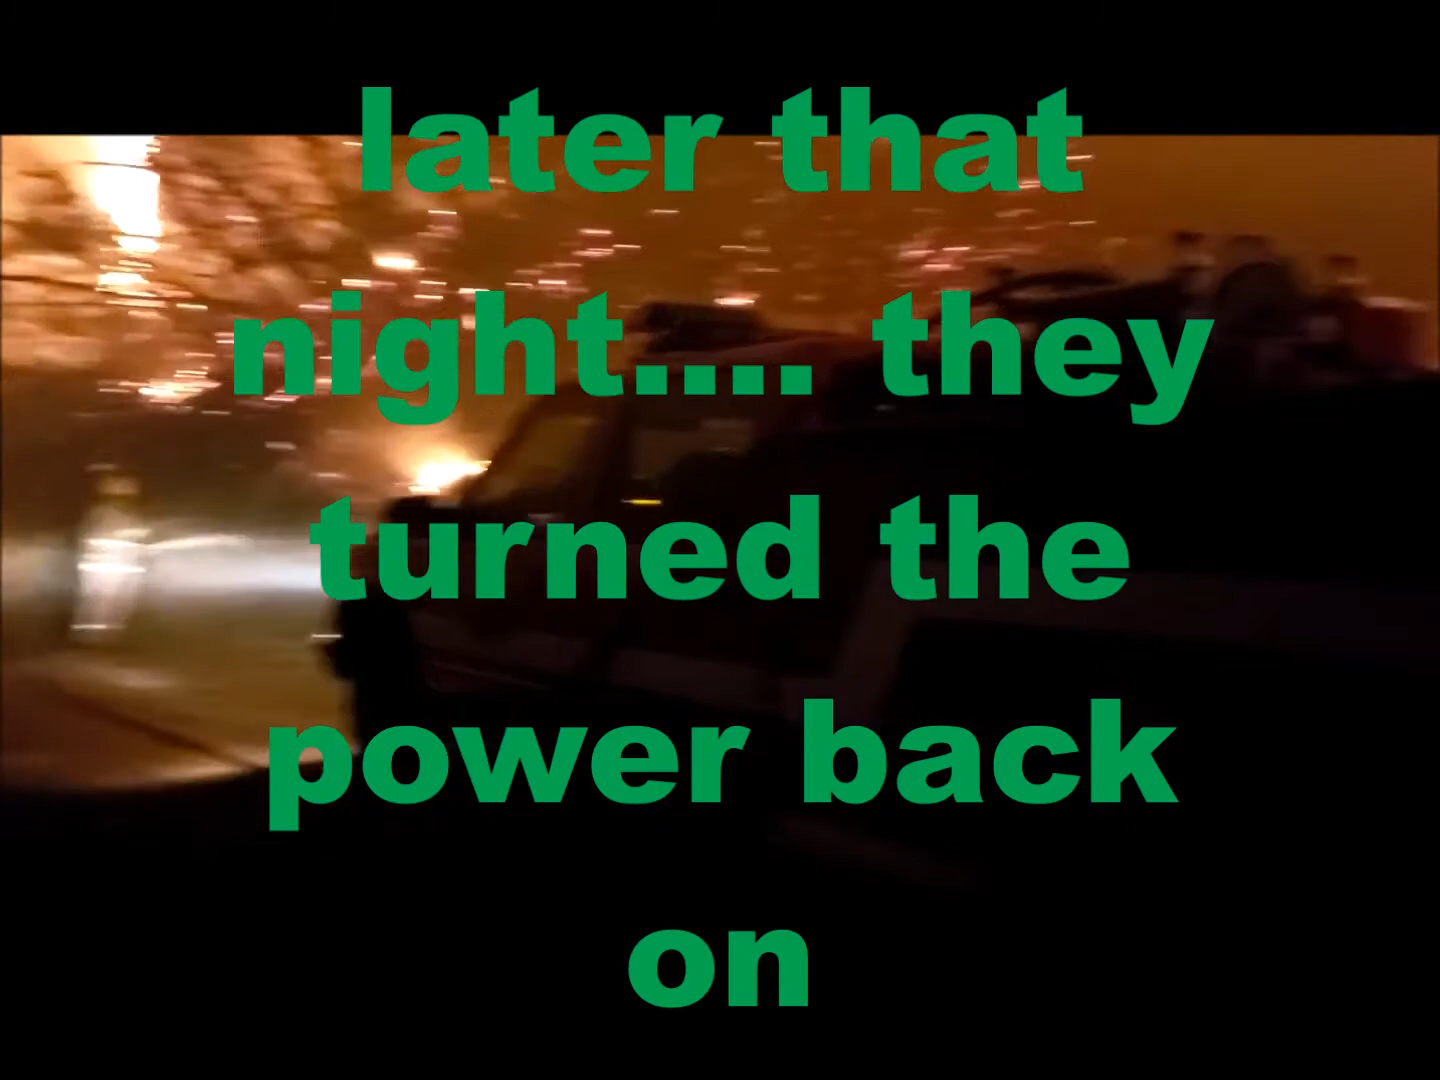 later that
night.... they
turned the
power back
on